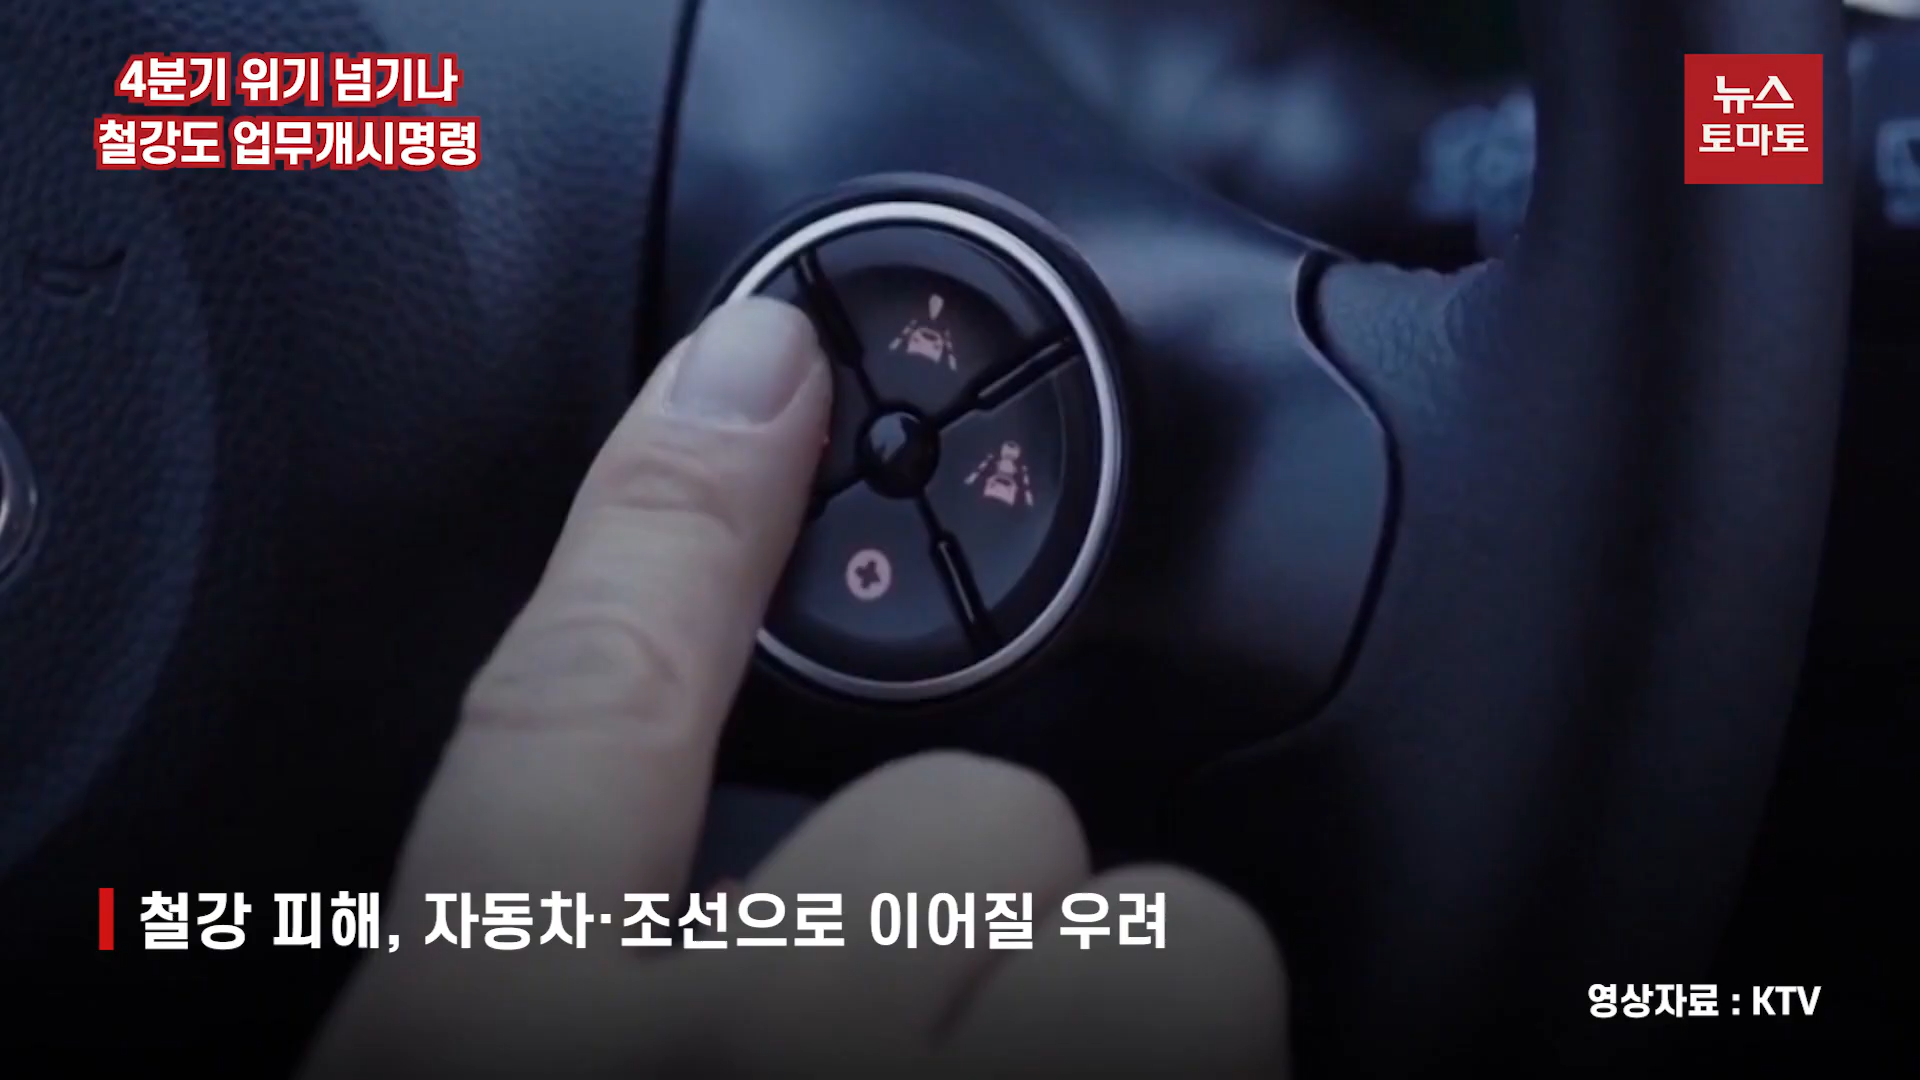 4분기 위기 넘기나
철강도 업무개시명령
뉴스
토마토
철강 피해, 자동차·조선으로 이어질 우려
영상자료 : KTV